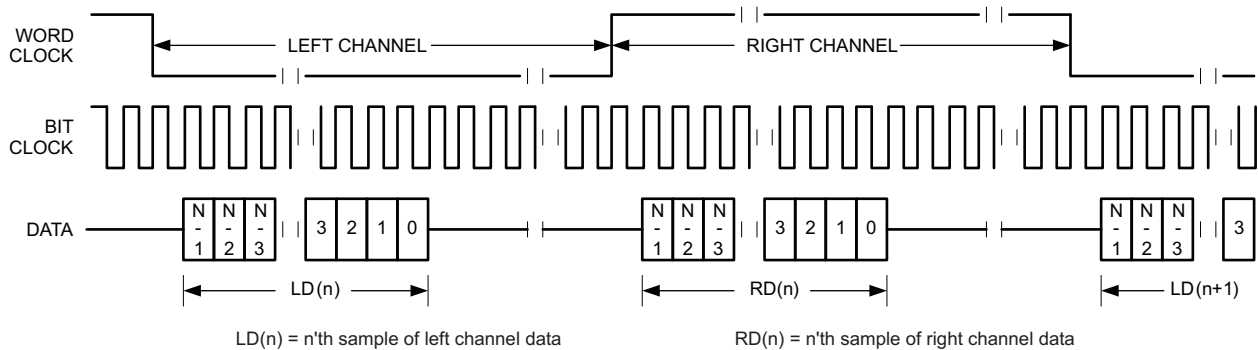 WORD
CLOCK
LEFT CHANNEL
RIGHT CHANNEL
BIT
CLOCK
DATA
N
-
1
N
-
2
N
-
3
3
2
1
0
N
-
1
N
-
2
N
-
3
3
2
1
0
N
-
1
N
-
2
N
-
3
3
LD(n)
RD(n)
LD(n+1)
LD(n) = n'th sample of left channel data
RD(n) = n'th sample of right channel data